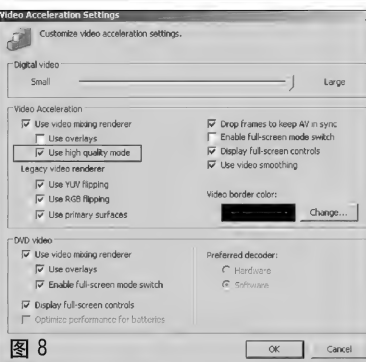 Video Acceleration Settings
Customize video acceleration settings.
Digital video
Small
Large
Video Acceleration
Use video mixing renderer
Use overlays
Use high quality mode
Legacy video renderer
Use YUV flipping
Use RGB flipping
Use primary surfaces
Drop frames to keep AV in sync
Enable full-screen mode switch
Display full-screen controls
Use video smoothing
Video border color:
Change...
DVD video
Use video mixing renderer
Use overlays
Enable full-screen mode switch
Display full-screen controls
Optimize performance for batteries
Preferred decoder:
Hardware
Software
图 8
OK
Cancel